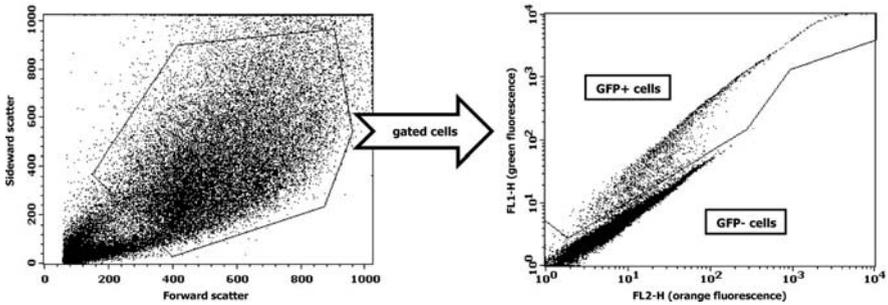 Sideward scatter
1000
800
600
400
200
0
0 200 400 600 800 1000
Forward scatter
gated cells
FL1-H (green fluorescence)
10^4
10^3
10^2
10^1
10^0
GFP+ cells
GFP- cells
10^0 10^1 10^2 10^3 10^4
FL2-H (orange fluorescence)